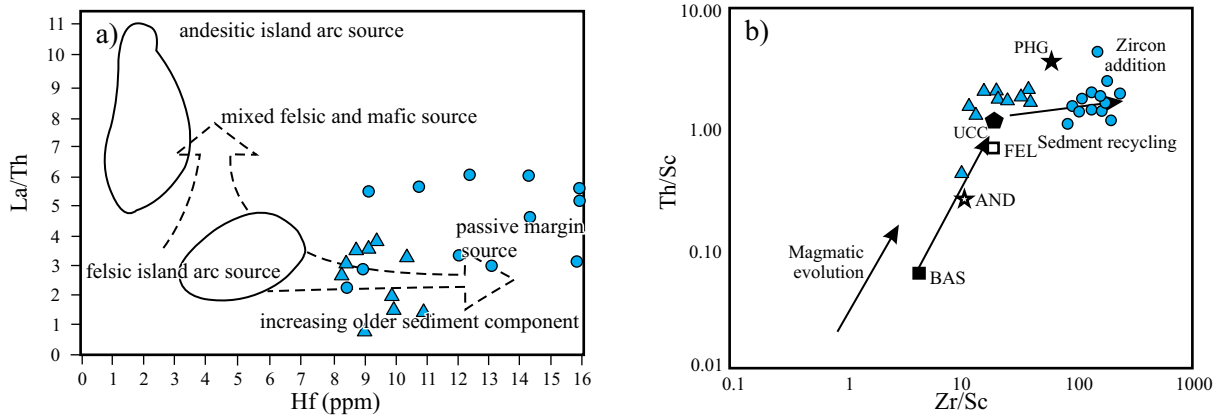 a)
andesitic island arc source
mixed felsic and mafic source
passive margin
source
felsic island arc source
increasing older sediment component
La/Th
11
10
9
8
7
6
5
4
3
2
1
0
0 1 2 3 4 5 6 7 8 9 10 11 12 13 14 15 16
Hf (ppm)
b)
PHG
Zircon
addition
UCC
FEL
Sediment recycling
AND
Magmatic
evolution
BAS
Th/Sc
10.00
1.00
0.10
0.01
0.1 1 10 100 1000
Zr/Sc